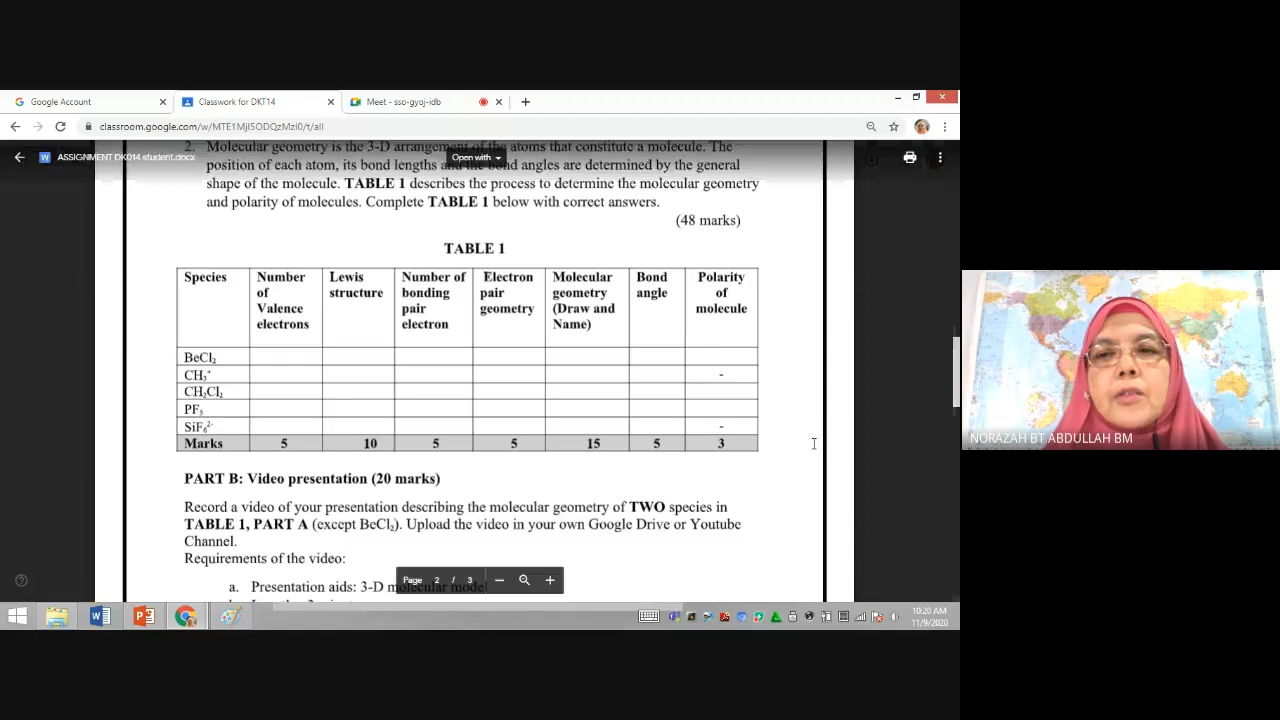 Google Account
Classwork for DKT14
Meet - sso-gyoj-idb
classroom.google.com/w/MTE1MjI5ODQzMzI0/t/all
ASSIGNMENT DK014 student.docx
Open with
2. Molecular geometry is the 3-D arrangement of the atoms that constitute a molecule. The
position of each atom, its bond lengths and the bond angles are determined by the general
shape of the molecule. TABLE 1 describes the process to determine the molecular geometry
and polarity of molecules. Complete TABLE 1 below with correct answers.
(48 marks)
TABLE 1
Species Number of Valence electrons Lewis structure Number of bonding pair electron Electron pair geometry Molecular geometry (Draw and Name) Bond angle Polarity of molecule
BeCl₂
CH₃⁺ -
CH₂Cl₂
PF₅
SiF₆²⁻ -
Marks 5 10 5 5 15 5 3
PART B: Video presentation (20 marks)
Record a video of your presentation describing the molecular geometry of TWO species in
TABLE 1, PART A (except BeCl₂). Upload the video in your own Google Drive or Youtube
Channel.
Requirements of the video:
a. Presentation aids: 3-D molecular model
Page 2 / 3
10:20 AM
11/9/2020
NORAZAH BT ABDULLAH BM